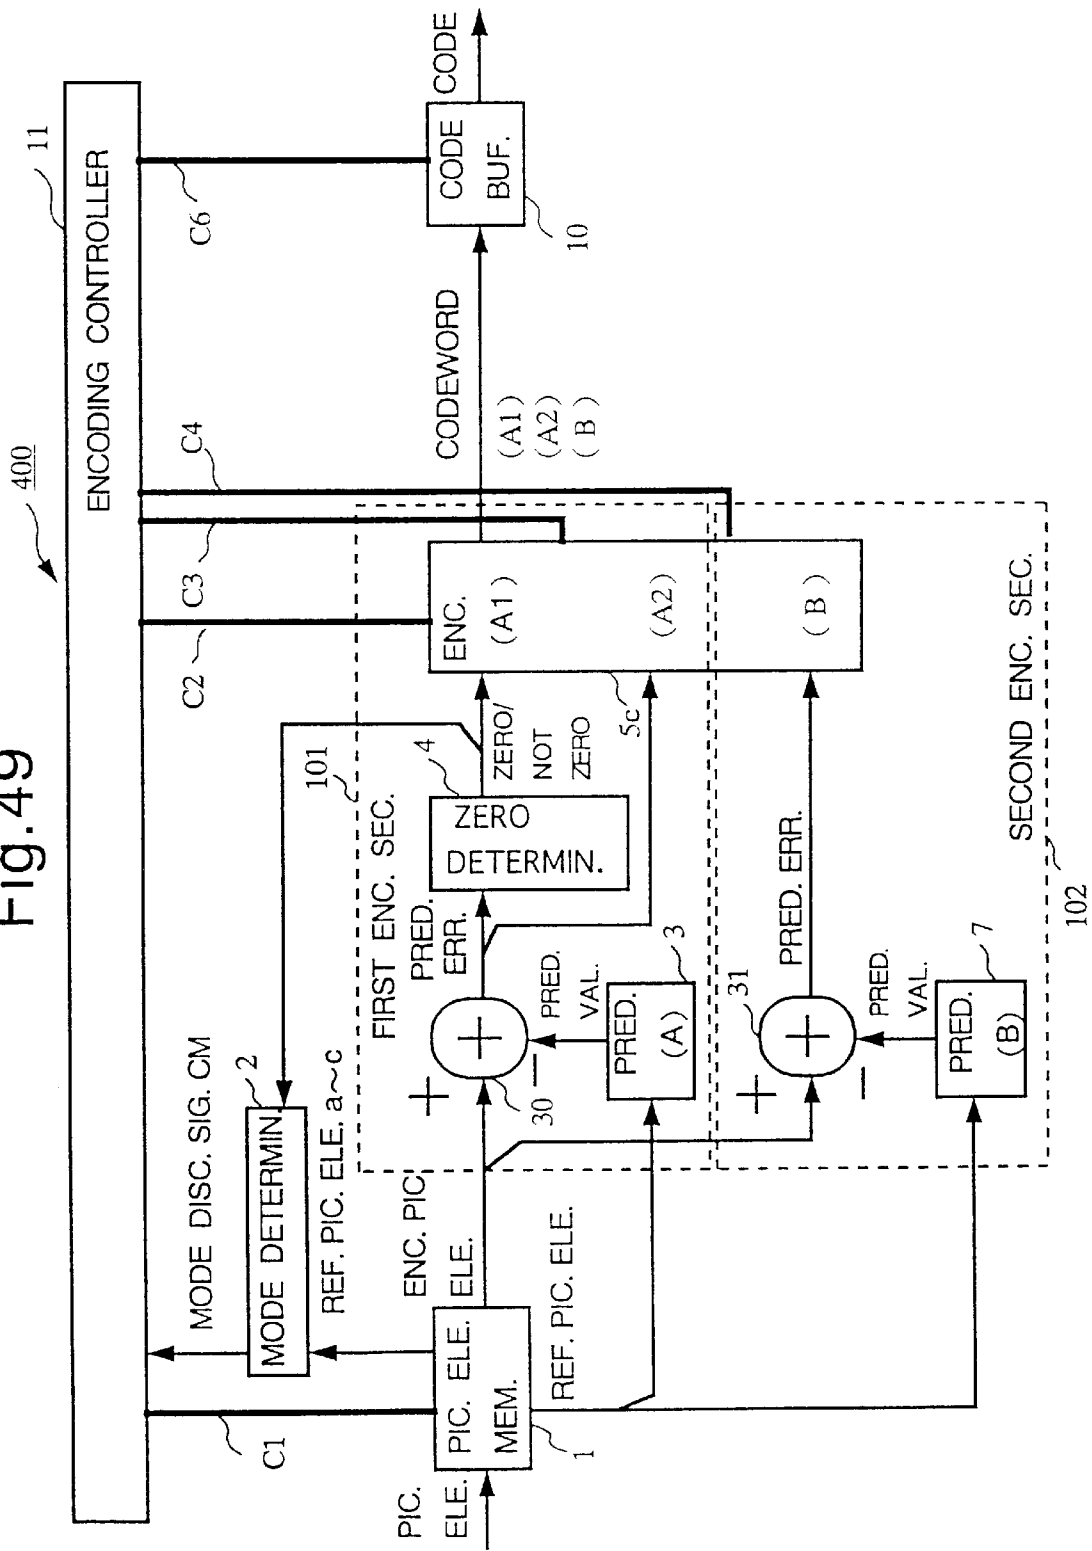 Fig.49
400
11
ENCODING CONTROLLER
C1
MODE DISC. SIG. CM
C2
C3
C4
C6
2
MODE DETERMIN.
REF. PIC. ELE. a~c
101
FIRST ENC. SEC.
PIC.
ELE.
PIC. ELE.
MEM.
1
ENC. PIC
ELE.
REF. PIC. ELE.
+
+
−
30
PRED.
ERR.
PRED.
VAL.
PRED.
(A)
3
4
ZERO
DETERMIN.
ZERO/
NOT
ZERO
5c
ENC.
(A1)
(A2)
(B)
CODEWORD
(A1)
(A2)
(B)
CODE
BUF.
10
CODE
31
+
+
−
PRED. ERR.
PRED.
VAL.
PRED.
(B)
7
SECOND ENC. SEC.
102